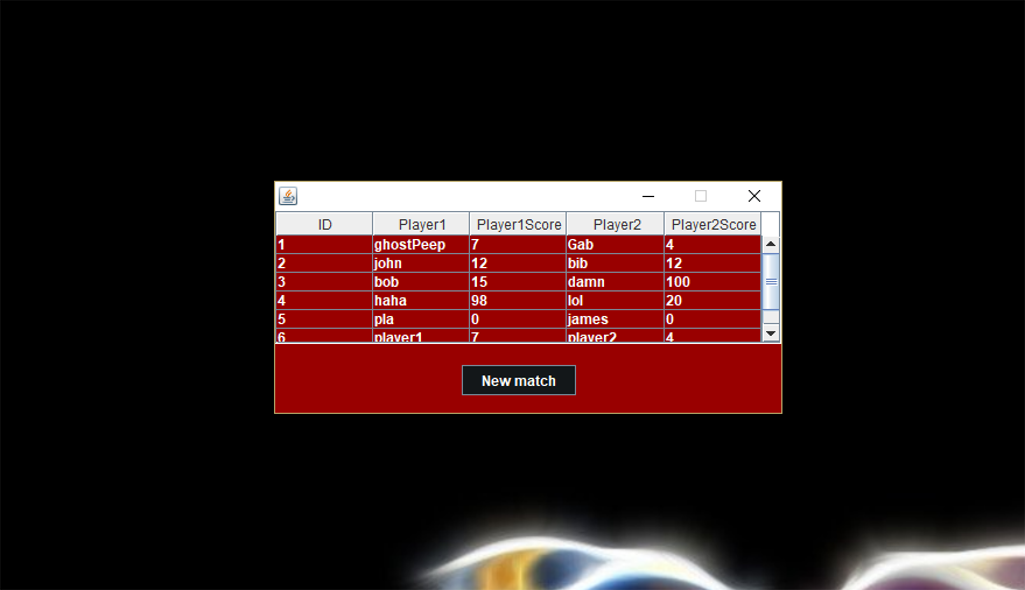 ID Player1 Player1Score Player2 Player2Score
1 ghostPeep 7 Gab 4
2 john 12 bib 12
3 bob 15 damn 100
4 haha 98 lol 20
5 pla 0 james 0
6 player1 7 player2 4
New match